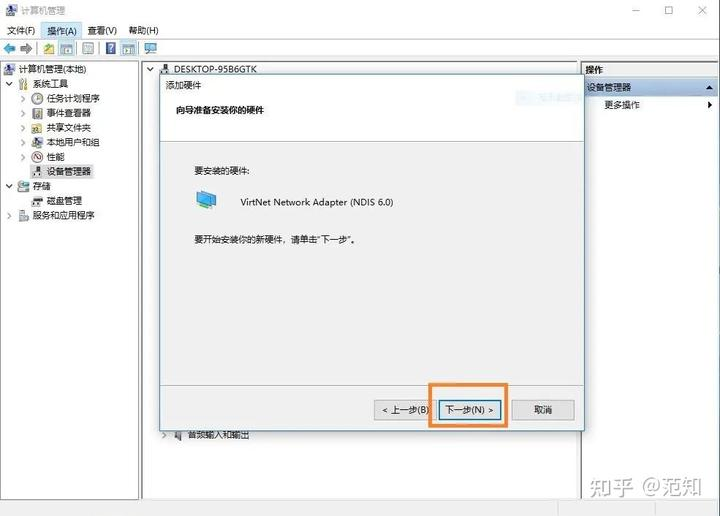 计算机管理
文件(F) 操作(A) 查看(V) 帮助(H)
计算机管理(本地)
系统工具
任务计划程序
事件查看器
共享文件夹
本地用户和组
性能
设备管理器
存储
磁盘管理
服务和应用程序
DESKTOP-95B6GTK
添加硬件
向导准备安装你的硬件
要安装的硬件:
VirtNet Network Adapter (NDIS 6.0)
要开始安装你的新硬件，请单击"下一步"。
< 上一步(B) 下一步(N) > 取消
音频输入和输出
操作
设备管理器
更多操作
知乎 @范知